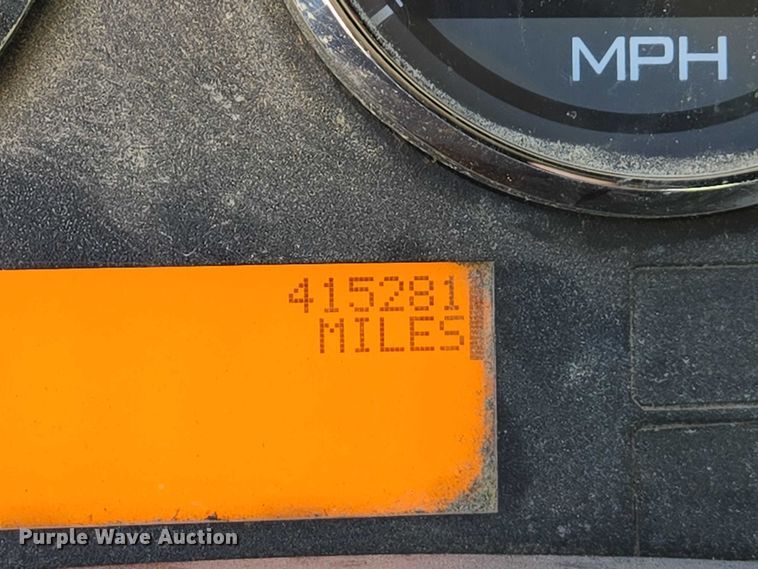 MPH
415281
MILES
Purple Wave Auction